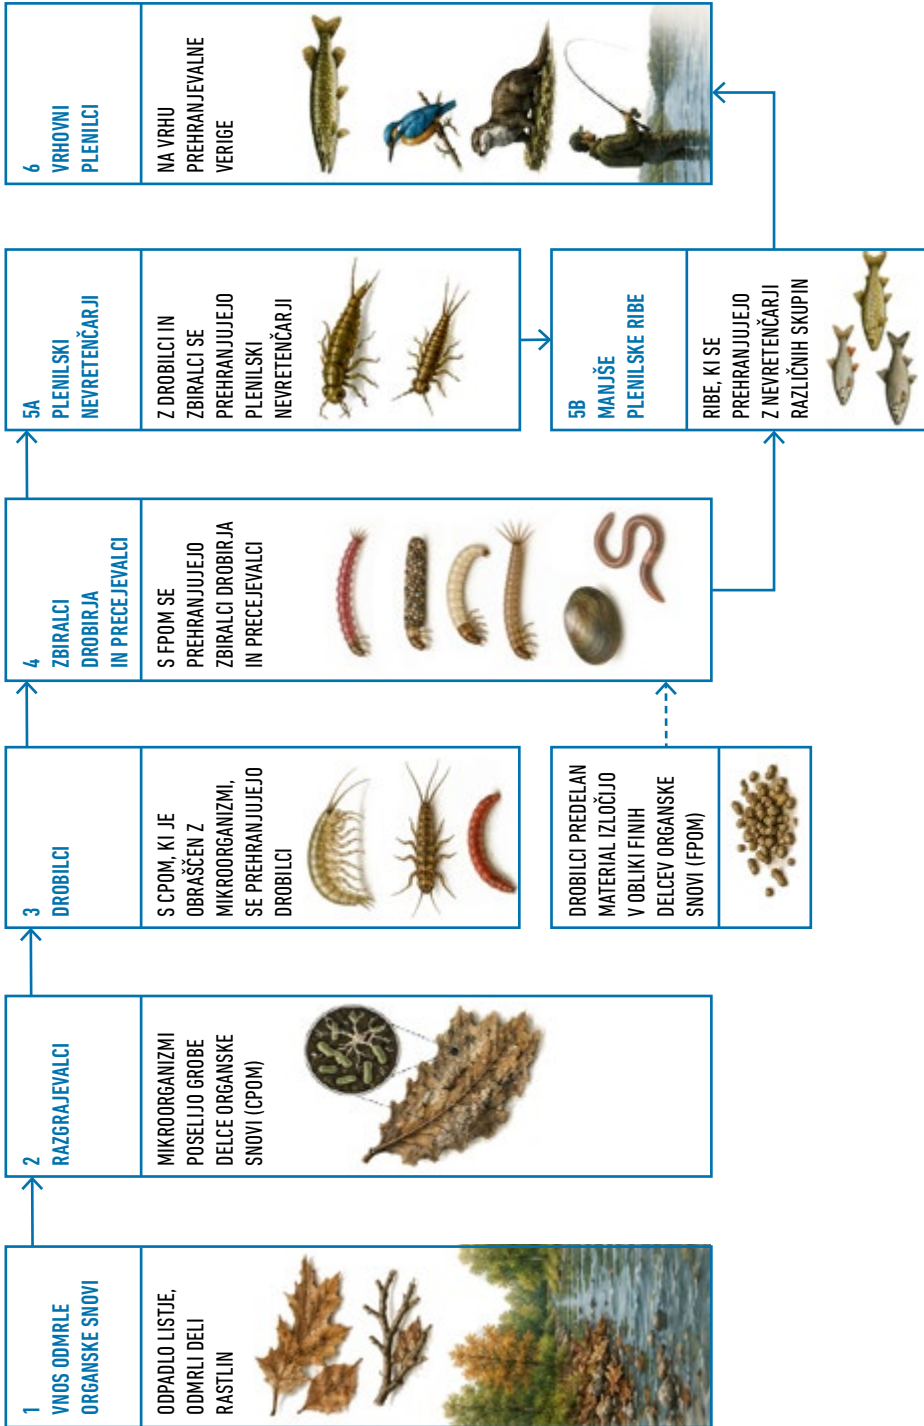 1
VNOS ODMRLE
ORGANSKE SNOVI
ODPADLO LISTJE,
ODMRLI DELI
RASTLIN
2
RAZGRAJEVALCI
MIKROORGANIZMI
POSELIJO GROBE
DELCE ORGANSKE
SNOVI (CPOM)
3
DROBILCI
S CPOM, KI JE
OBRAŠČEN Z
MIKROORGANIZMI,
SE PREHRANJUJEJO
DROBILCI
DROBILCI PREDELAN
MATERIAL IZLOČIJO
V OBLIKI FINIH
DELCEV ORGANSKE
SNOVI (FPOM)
4
ZBIRALCI
DROBIRJA
IN PRECEJEVALCI
S FPOM SE
PREHRANJUJEJO
ZBIRALCI DROBIRJA
IN PRECEJEVALCI
5A
PLENILSKI
NEVRETENČARJI
Z DROBILCI IN
ZBIRALCI SE
PREHRANJUJEJO
PLENILSKI
NEVRETENČARJI
5B
MANJŠE
PLENILSKE RIBE
RIBE, KI SE
PREHRANJUJEJO
Z NEVRETENČARJI
RAZLIČNIH SKUPIN
6
VRHOVNI
PLENILCI
NA VRHU
PREHRANJEVALNE
VERIGE